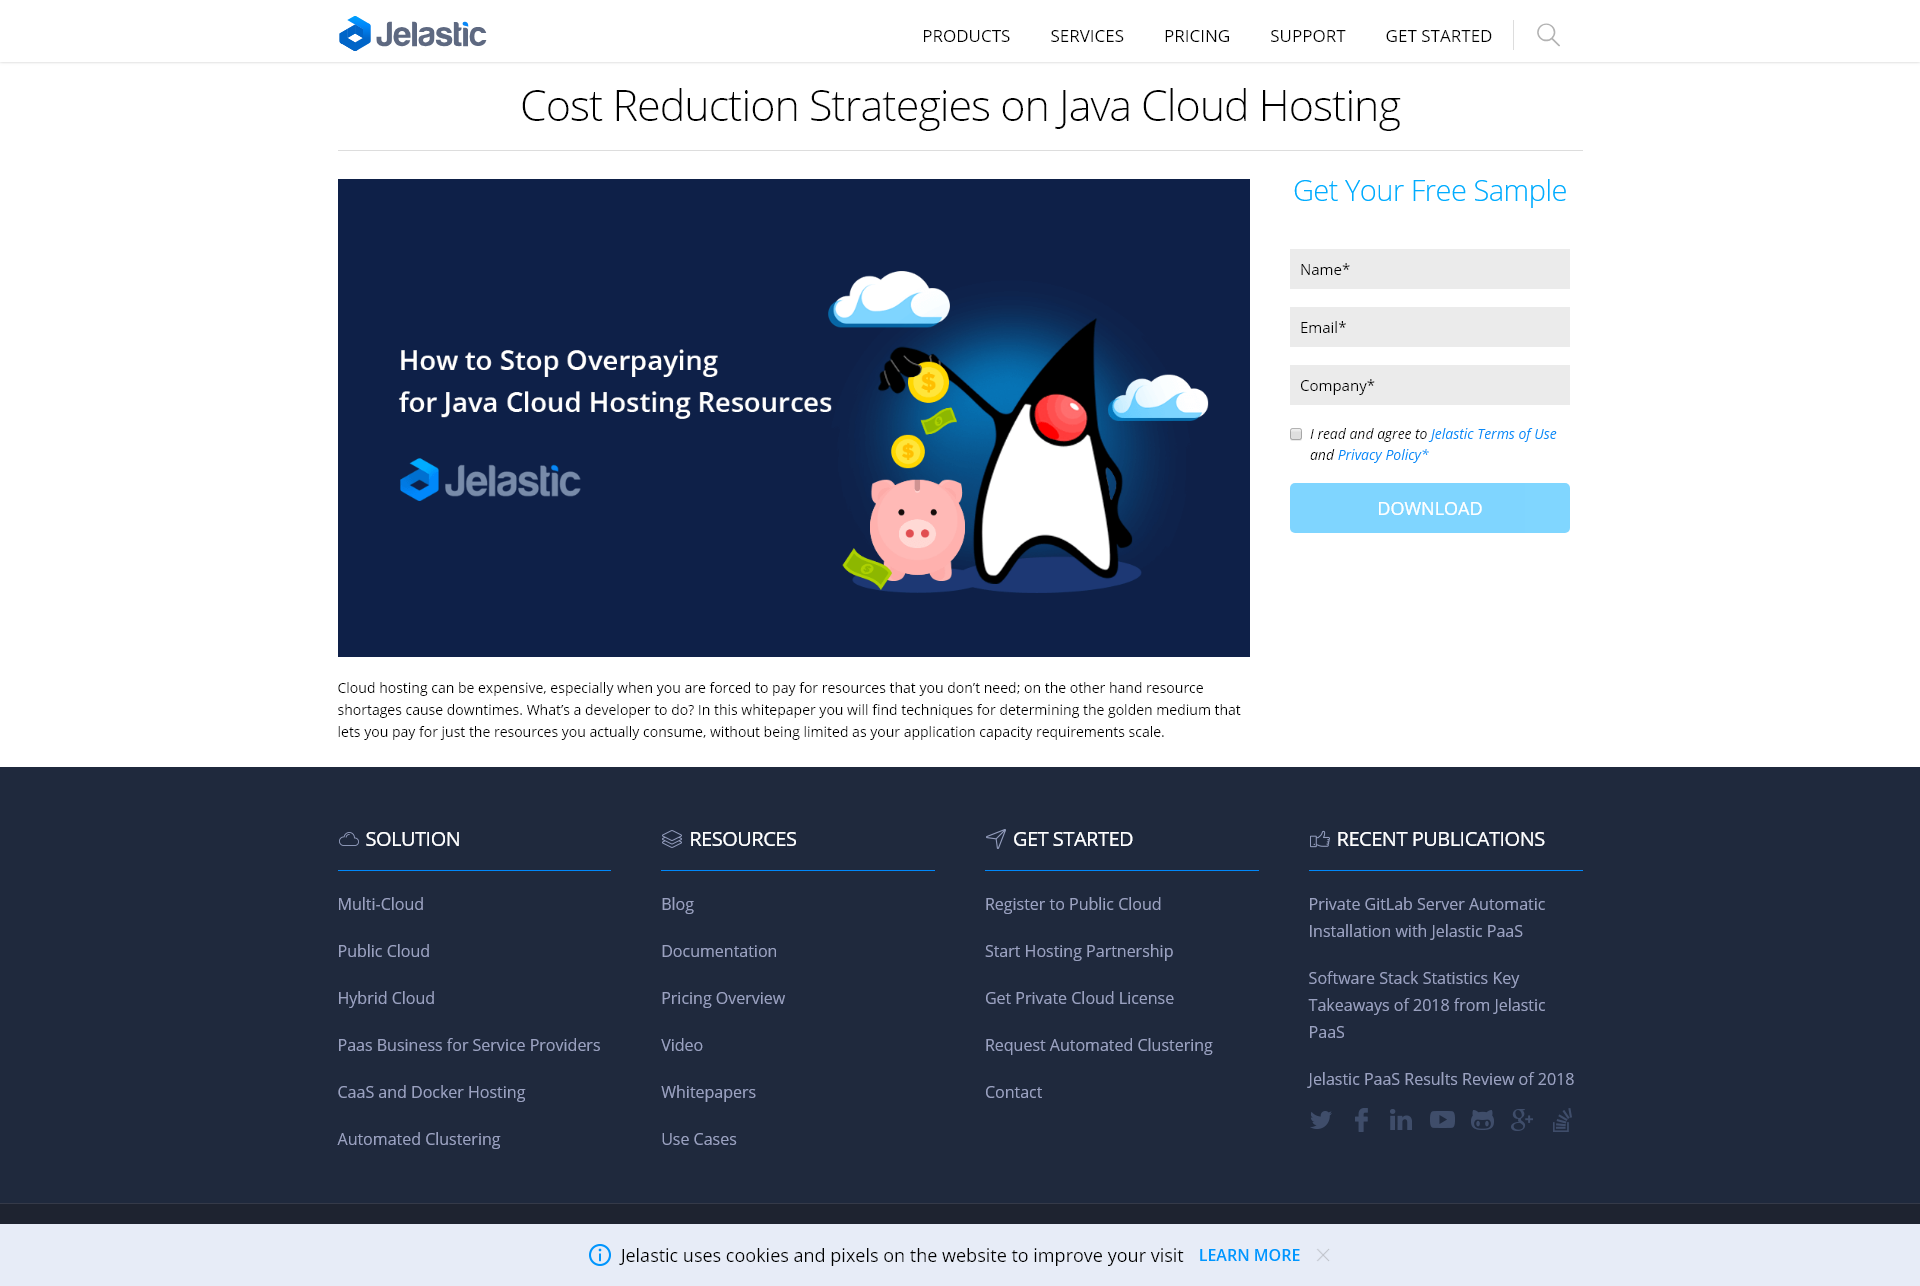 Jelastic
PRODUCTS
SERVICES
PRICING
SUPPORT
GET STARTED
Cost Reduction Strategies on Java Cloud Hosting
How to Stop Overpaying
for Java Cloud Hosting Resources
Jelastic
$
$
Get Your Free Sample
Name*
Email*
Company*
I read and agree to Jelastic Terms of Use
and Privacy Policy*
DOWNLOAD
Cloud hosting can be expensive, especially when you are forced to pay for resources that you don’t need; on the other hand resource
shortages cause downtimes. What’s a developer to do? In this whitepaper you will find techniques for determining the golden medium that
lets you pay for just the resources you actually consume, without being limited as your application capacity requirements scale.
SOLUTION
Multi-Cloud
Public Cloud
Hybrid Cloud
Paas Business for Service Providers
CaaS and Docker Hosting
Automated Clustering
RESOURCES
Blog
Documentation
Pricing Overview
Video
Whitepapers
Use Cases
GET STARTED
Register to Public Cloud
Start Hosting Partnership
Get Private Cloud License
Request Automated Clustering
Contact
RECENT PUBLICATIONS
Private GitLab Server Automatic
Installation with Jelastic PaaS
Software Stack Statistics Key
Takeaways of 2018 from Jelastic
PaaS
Jelastic PaaS Results Review of 2018
Jelastic uses cookies and pixels on the website to improve your visit
LEARN MORE